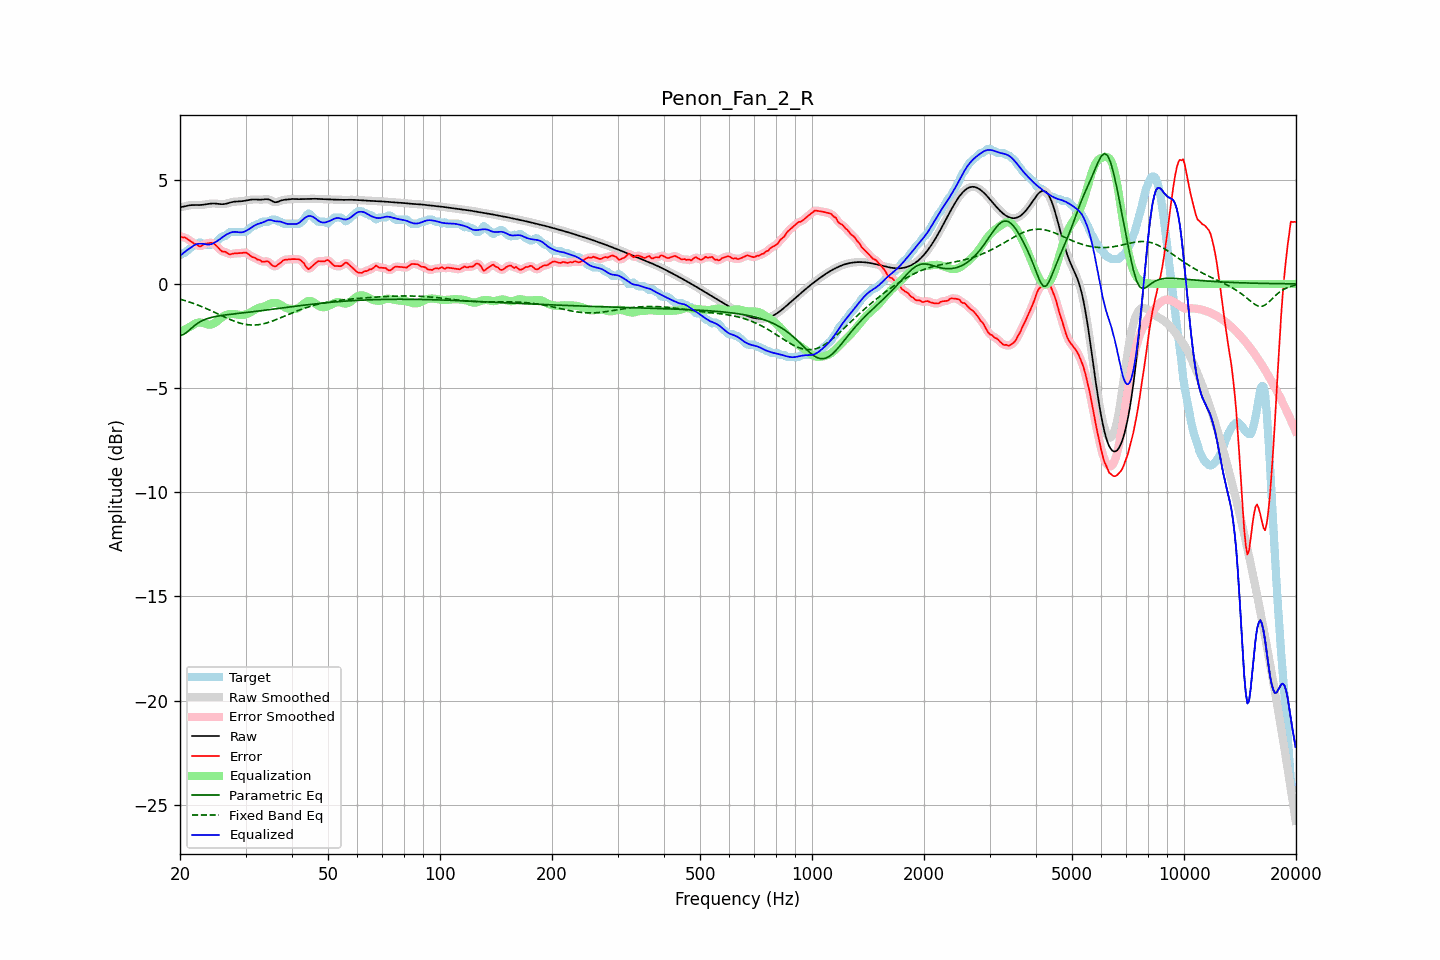 Penon_Fan_2_R
Amplitude (dBr)
5
0
−5
−10
−15
−20
−25
Target
Raw Smoothed
Error Smoothed
Raw
Error
Equalization
Parametric Eq
Fixed Band Eq
Equalized
20 50 100 200 500 1000 2000 5000 10000 20000
Frequency (Hz)